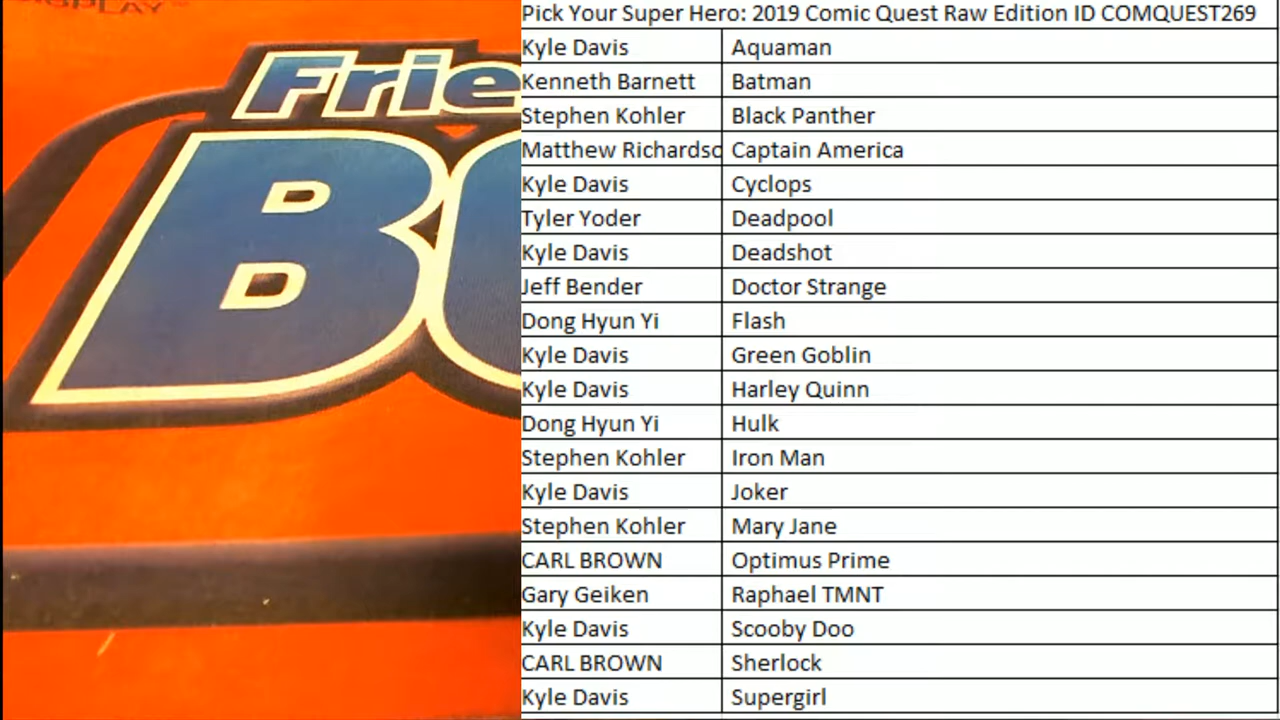 Frie
B
Pick Your Super Hero: 2019 Comic Quest Raw Edition ID COMQUEST269
Kyle Davis Aquaman
Kenneth Barnett Batman
Stephen Kohler Black Panther
Matthew Richardso Captain America
Kyle Davis Cyclops
Tyler Yoder Deadpool
Kyle Davis Deadshot
Jeff Bender Doctor Strange
Dong Hyun Yi Flash
Kyle Davis Green Goblin
Kyle Davis Harley Quinn
Dong Hyun Yi Hulk
Stephen Kohler Iron Man
Kyle Davis Joker
Stephen Kohler Mary Jane
CARL BROWN Optimus Prime
Gary Geiken Raphael TMNT
Kyle Davis Scooby Doo
CARL BROWN Sherlock
Kyle Davis Supergirl